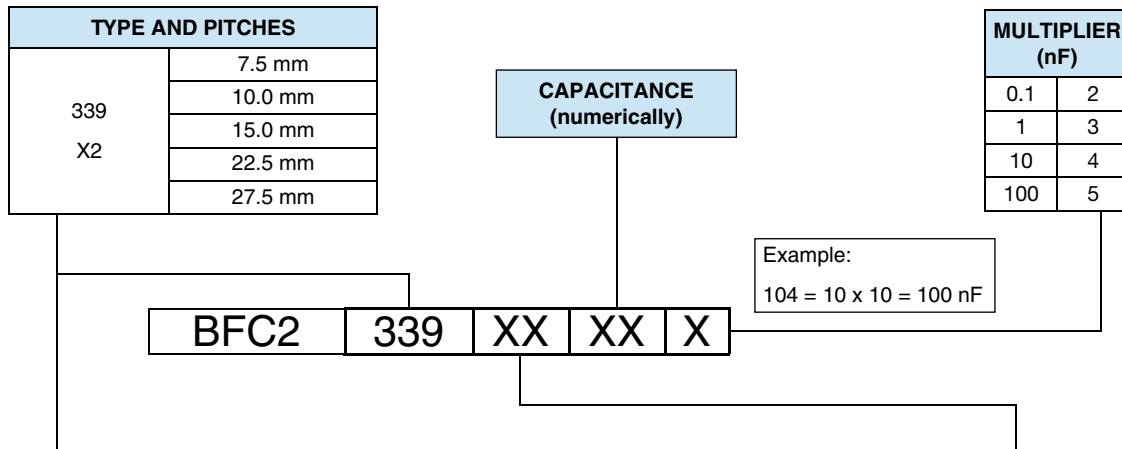 TYPE AND PITCHES
339
X2
7.5 mm
10.0 mm
15.0 mm
22.5 mm
27.5 mm
CAPACITANCE
(numerically)
MULTIPLIER
(nF)
0.1 2
1 3
10 4
100 5
Example:
104 = 10 x 10 = 100 nF
BFC2 339 XX XX X